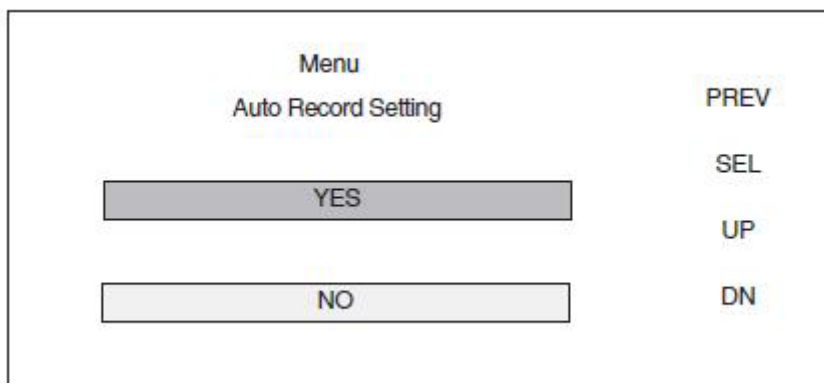 Menu
Auto Record Setting
YES
NO
PREV
SEL
UP
DN